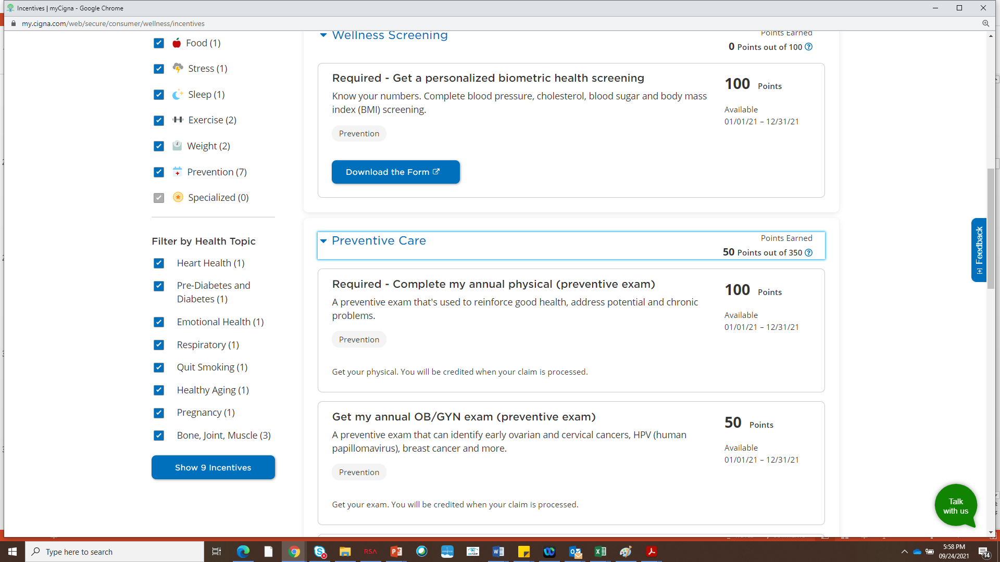 Incentives | myCigna - Google Chrome
my.cigna.com/web/secure/consumer/wellness/incentives
Food (1)
Stress (1)
Sleep (1)
Exercise (2)
Weight (2)
Prevention (7)
Specialized (0)
Filter by Health Topic
Heart Health (1)
Pre-Diabetes and
Diabetes (1)
Emotional Health (1)
Respiratory (1)
Quit Smoking (1)
Healthy Aging (1)
Pregnancy (1)
Bone, Joint, Muscle (3)
Show 9 Incentives
Wellness Screening
Points Earned
0 Points out of 100
Required - Get a personalized biometric health screening
Know your numbers. Complete blood pressure, cholesterol, blood sugar and body mass
index (BMI) screening.
Prevention
Download the Form
100 Points
Available
01/01/21 – 12/31/21
Preventive Care
Points Earned
50 Points out of 350
Required - Complete my annual physical (preventive exam)
A preventive exam that's used to reinforce good health, address potential and chronic
problems.
Prevention
Get your physical. You will be credited when your claim is processed.
100 Points
Available
01/01/21 – 12/31/21
Get my annual OB/GYN exam (preventive exam)
A preventive exam that can identify early ovarian and cervical cancers, HPV (human
papillomavirus), breast cancer and more.
Prevention
Get your exam. You will be credited when your claim is processed.
50 Points
Available
01/01/21 – 12/31/21
Feedback
Talk
with us
Type here to search
RSA
5:58 PM
09/24/2021
14